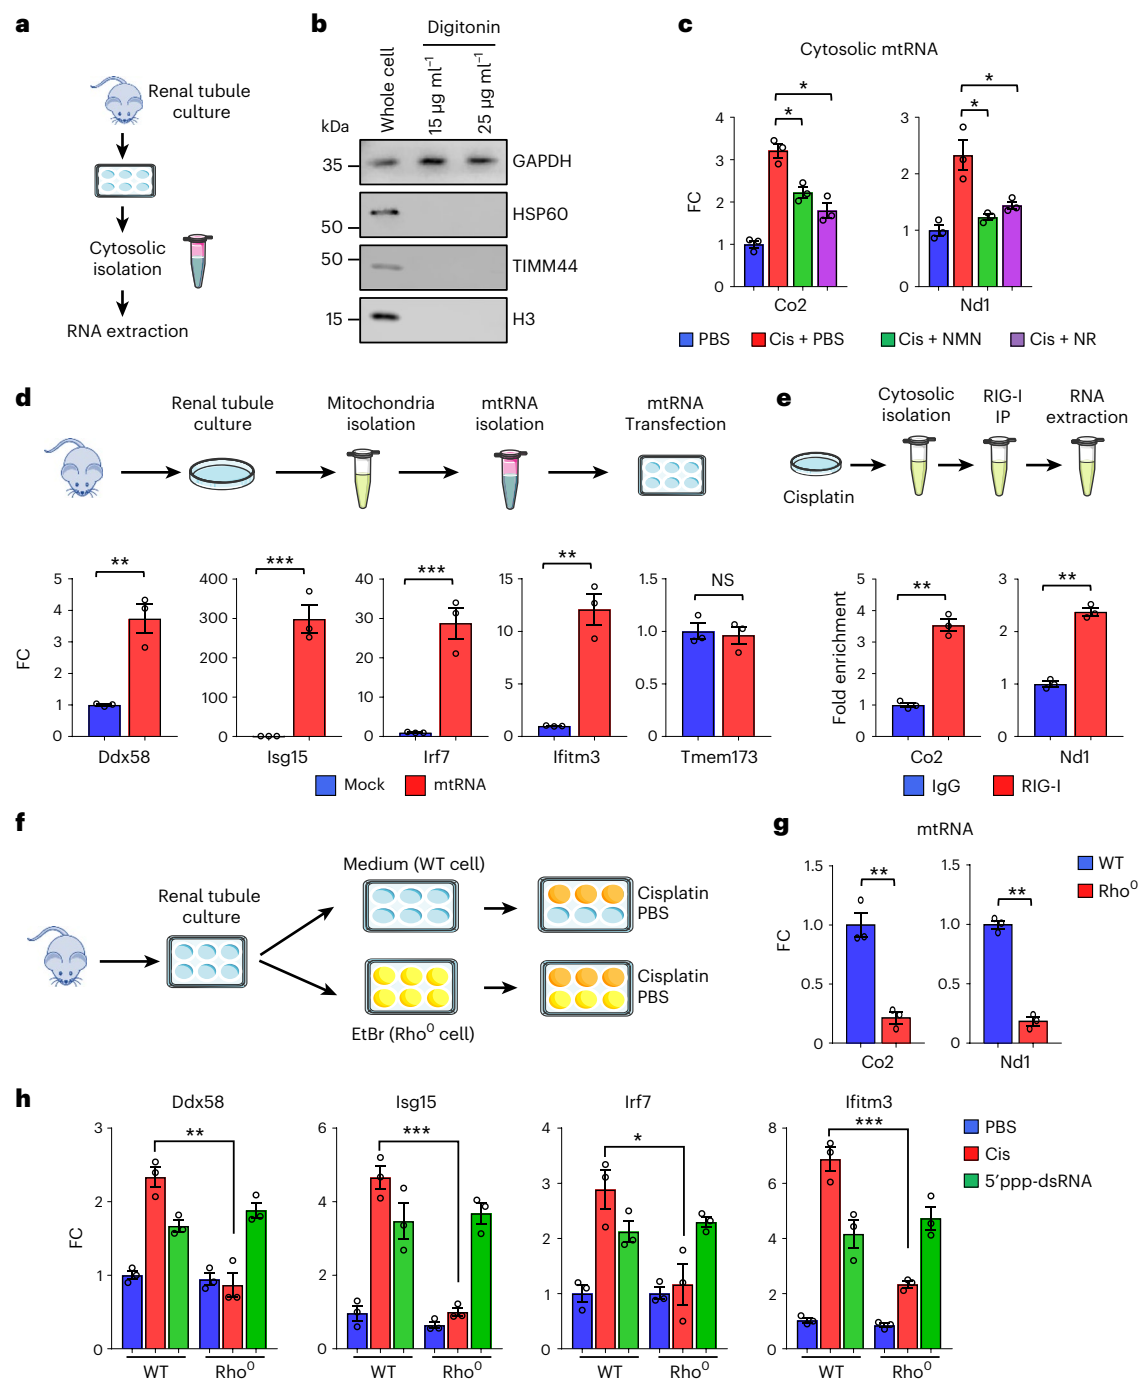 a
Renal tubule
culture
Cytosolic
isolation
RNA extraction
b
Digitonin
kDa
Whole cell
15 µg ml⁻¹
25 µg ml⁻¹
35
GAPDH
HSP60
50
50
TIMM44
15
H3
c
Cytosolic mtRNA
FC
4
3
2
1
0
* *
Co2
3
2
1
0
* *
Nd1
PBS
Cis + PBS
Cis + NMN
Cis + NR
d
Renal tubule
culture
Mitochondria
isolation
mtRNA
isolation
mtRNA
Transfection
FC
5
4
3
2
1
0
**
Ddx58
400
300
200
100
0
***
Isg15
40
30
20
10
0
***
Irf7
15
10
5
0
**
Ifitm3
1.5
1.0
0.5
0
NS
Tmem173
Mock
mtRNA
e
Cisplatin
Cytosolic
isolation
RIG-I
IP
RNA
extraction
Fold enrichment
5
4
3
2
1
0
**
Co2
3
2
1
0
**
Nd1
IgG
RIG-I
f
Renal tubule
culture
Medium (WT cell)
Cisplatin
PBS
Cisplatin
PBS
EtBr (Rho⁰ cell)
g
mtRNA
FC
1.5
1.0
0.5
0
**
Co2
1.5
1.0
0.5
0
**
Nd1
WT
Rho⁰
h
Ddx58
FC
3
2
1
0
**
WT
Rho⁰
Isg15
6
4
2
0
***
WT
Rho⁰
Irf7
4
3
2
1
0
*
WT
Rho⁰
Ifitm3
8
6
4
2
0
***
WT
Rho⁰
PBS
Cis
5′ppp-dsRNA